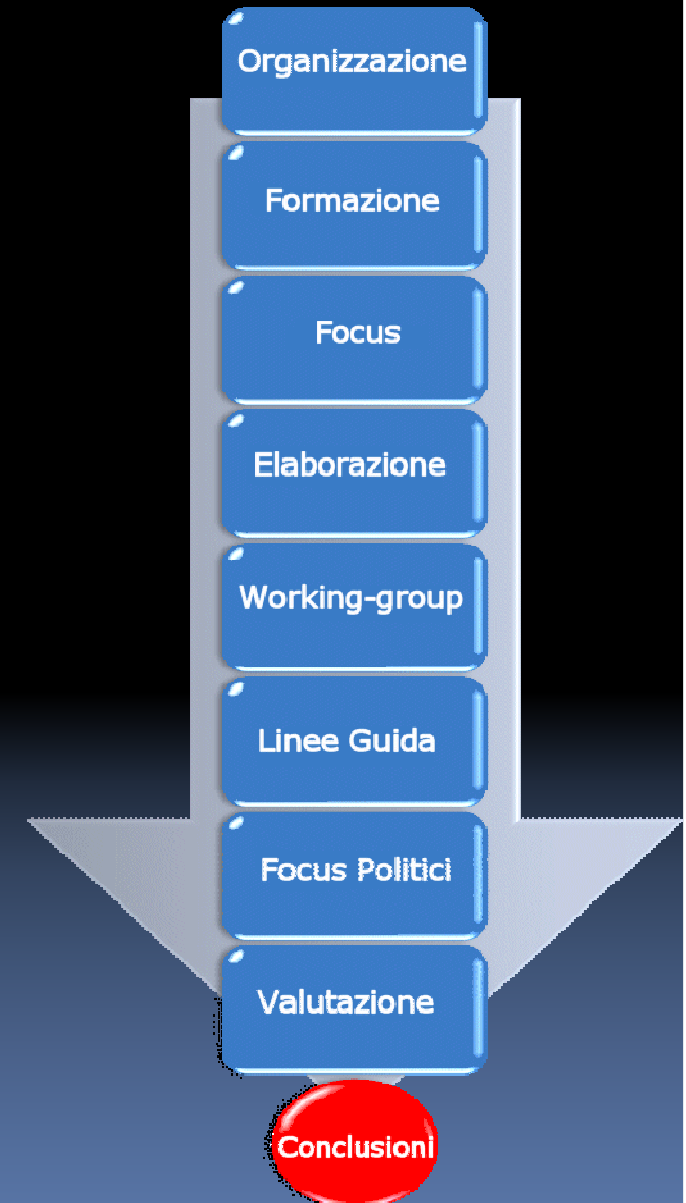 Organizzazione
Formazione
Focus
Elaborazione
Working-group
Linee Guida
Focus Politici
Valutazione
Conclusioni